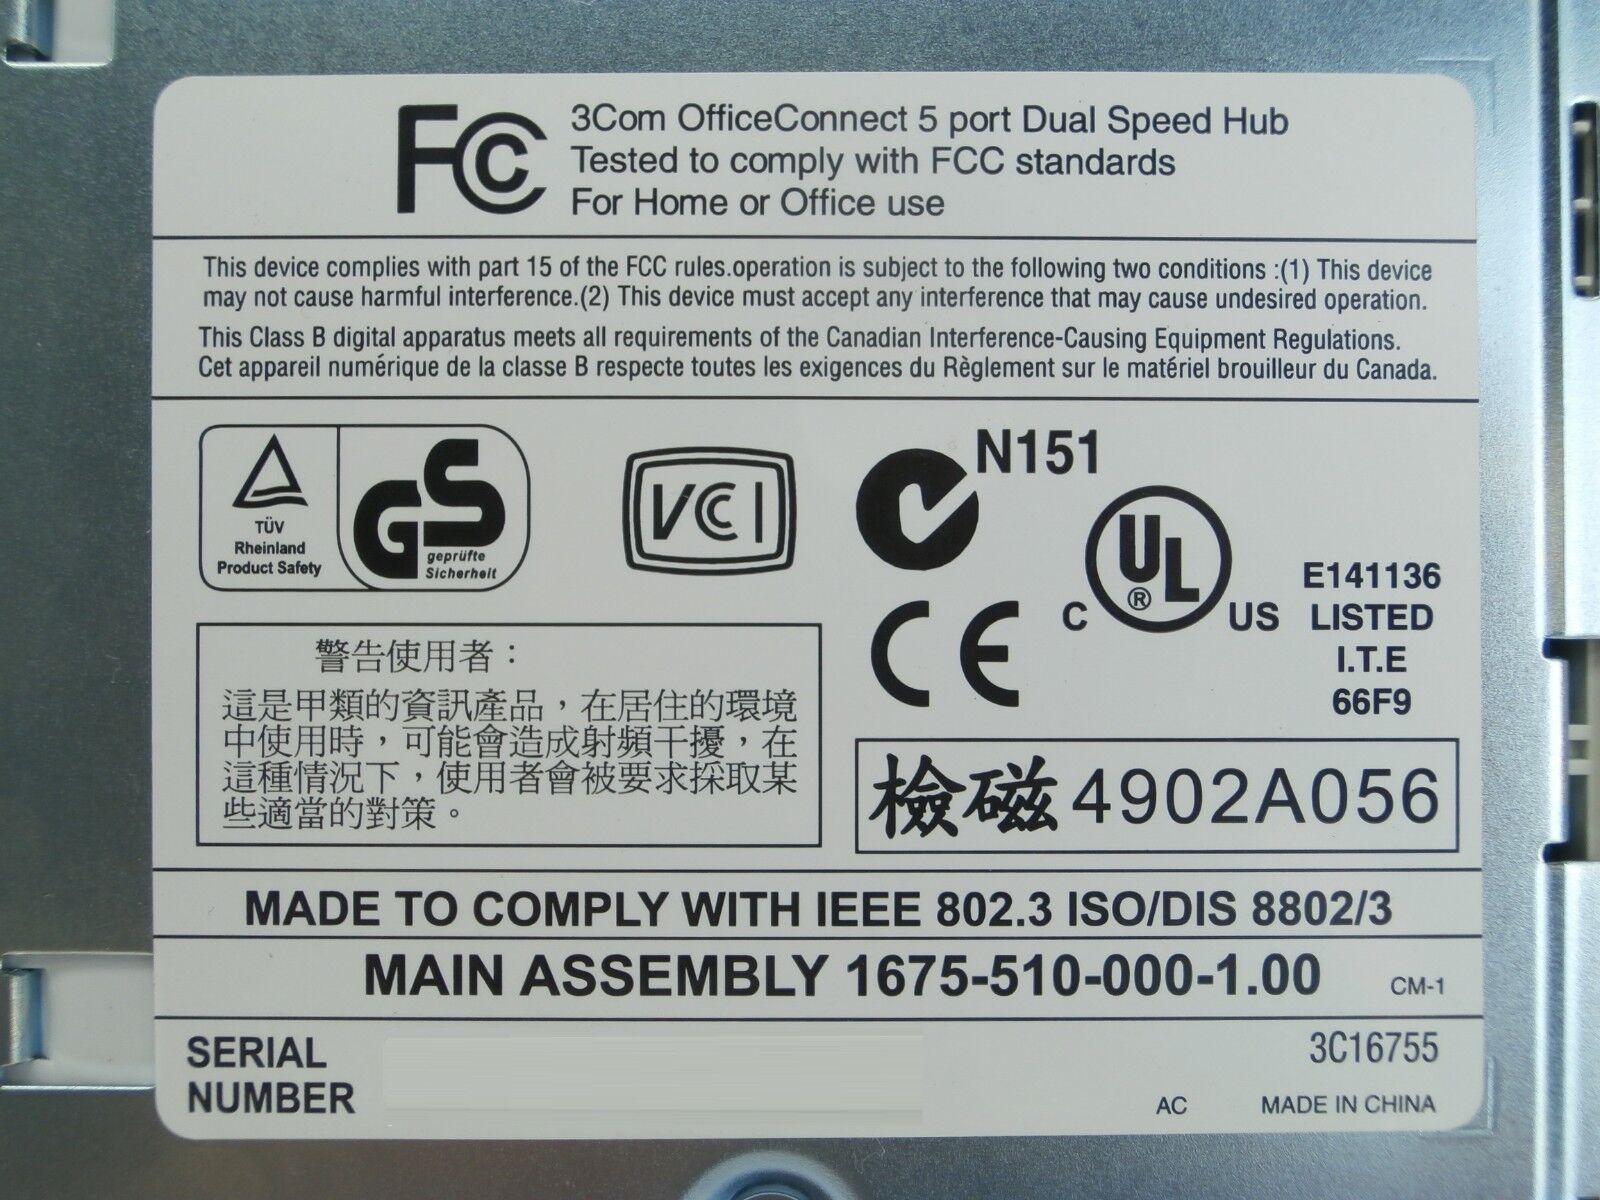 FC
3Com OfficeConnect 5 port Dual Speed Hub
Tested to comply with FCC standards
For Home or Office use
This device complies with part 15 of the FCC rules.operation is subject to the following two conditions :(1) This device
may not cause harmful interference.(2) This device must accept any interference that may cause undesired operation.
This Class B digital apparatus meets all requirements of the Canadian Interference-Causing Equipment Regulations.
Cet appareil numérique de la classe B respecte toutes les exigences du Règlement sur le matériel brouilleur du Canada.
TÜV
Rheinland
Product Safety
GS
geprüfte
Sicherheit
VCI
N151
C UL® US
E141136
LISTED
I.T.E
66F9
CE
警告使用者：
這是甲類的資訊產品，在居住的環境
中使用時，可能會造成射頻干擾，在
這種情況下，使用者會被要求採取某
些適當的對策。
檢磁4902A056
MADE TO COMPLY WITH IEEE 802.3 ISO/DIS 8802/3
MAIN ASSEMBLY 1675-510-000-1.00 CM-1
SERIAL
NUMBER
3C16755
AC MADE IN CHINA